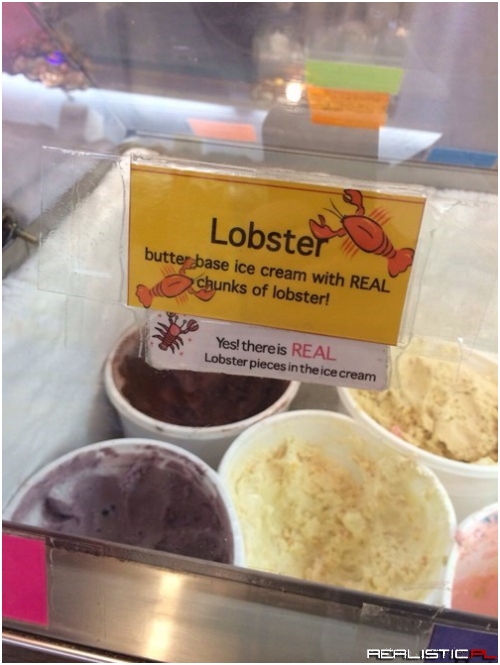 Lobster
butter base ice cream with REAL
chunks of lobster!
Yes! there is REAL
Lobster pieces in the ice cream
REALISTIC.PL